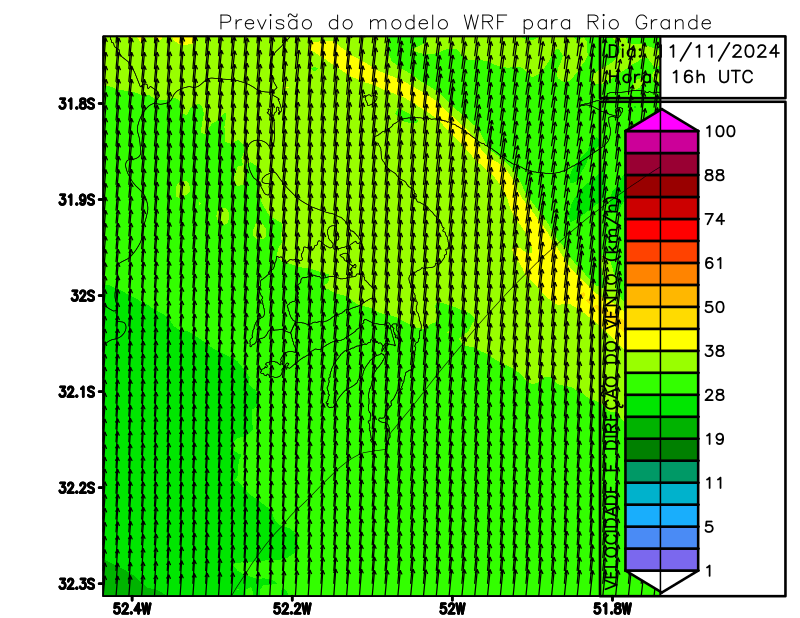 Previsão do modelo WRF para Rio Grande
Dia: 1/11/2024
Hora: 16h UTC
31.8S
31.9S
32S
32.1S
32.2S
32.3S
52.4W
52.2W
52W
51.8W
VELOCIDADE E DIREÇÃO DO VENTO (km/h)
100
88
74
61
50
38
28
19
11
5
1